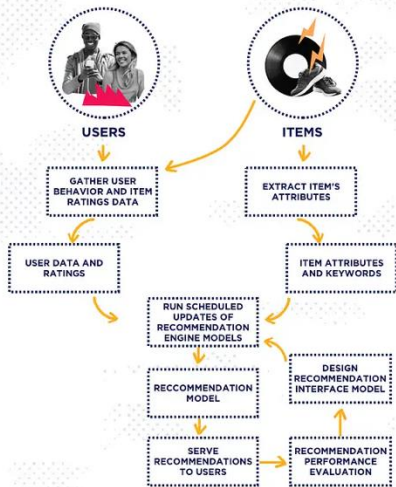 USERS
ITEMS
GATHER USER
BEHAVIOR AND ITEM
RATINGS DATA
EXTRACT ITEM'S
ATTRIBUTES
USER DATA AND
RATINGS
ITEM ATTRIBUTES
AND KEYWORDS
RUN SCHEDULED
UPDATES OF
RECOMMENDATION
ENGINE MODELS
DESIGN
RECOMMENDATION
INTERFACE MODEL
RECCOMMENDATION
MODEL
SERVE
RECOMMENDATIONS
TO USERS
RECOMMENDATION
PERFORMANCE
EVALUATION